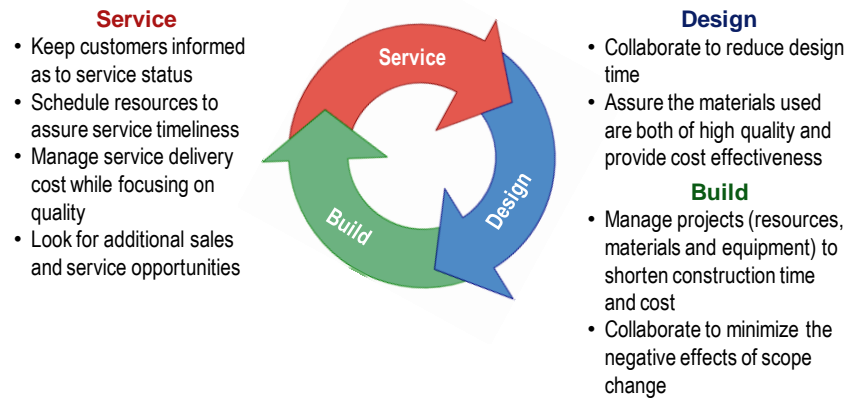 Service
• Keep customers informed
as to service status
• Schedule resources to
assure service timeliness
• Manage service delivery
cost while focusing on
quality
• Look for additional sales
and service opportunities
Service
Design
Build
Design
• Collaborate to reduce design
time
• Assure the materials used
are both of high quality and
provide cost effectiveness
Build
• Manage projects (resources,
materials and equipment) to
shorten construction time
and cost
• Collaborate to minimize the
negative effects of scope
change